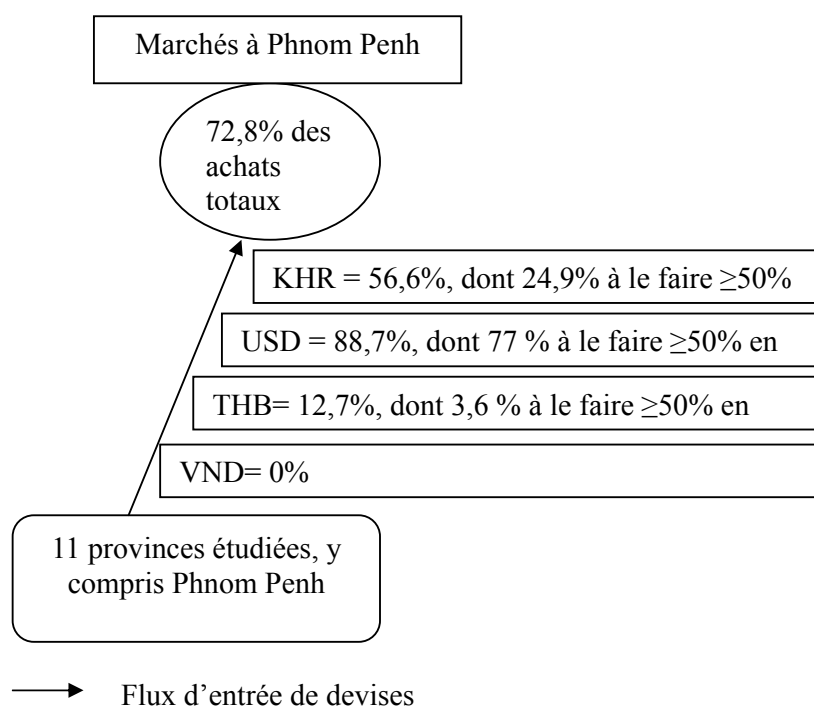 Marchés à Phnom Penh
72,8% des
achats
totaux
KHR = 56,6%, dont 24,9% à le faire ≥50%
USD = 88,7%, dont 77 % à le faire ≥50% en
THB= 12,7%, dont 3,6 % à le faire ≥50% en
VND= 0%
11 provinces étudiées, y
compris Phnom Penh
Flux d’entrée de devises